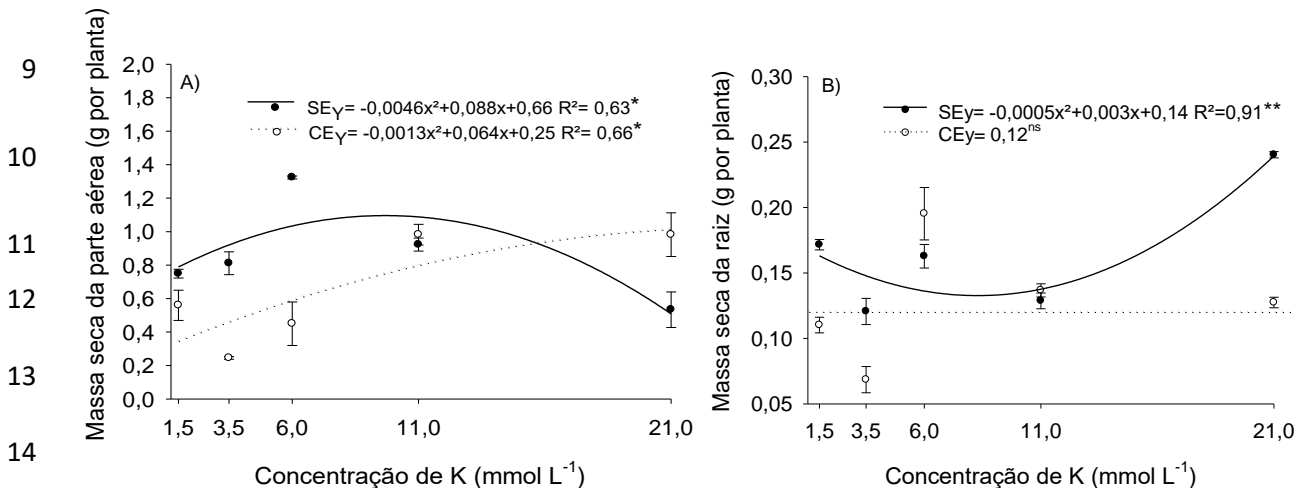 9
10
11
12
13
14
Massa seca da parte aérea (g por planta)
2,0
1,8
1,6
1,4
1,2
1,0
0,8
0,6
0,4
0,2
0,0
A)
SEY= -0,0046x²+0,088x+0,66 R²= 0,63*
CEY= -0,0013x²+0,064x+0,25 R²= 0,66*
1,5 3,5 6,0 11,0 21,0
Concentração de K (mmol L⁻¹)
Massa seca da raiz (g por planta)
0,30
0,25
0,20
0,15
0,10
0,05
B)
SEy= -0,0005x²+0,003x+0,14 R²=0,91**
CEy= 0,12ⁿˢ
1,5 3,5 6,0 11,0 21,0
Concentração de K (mmol L⁻¹)